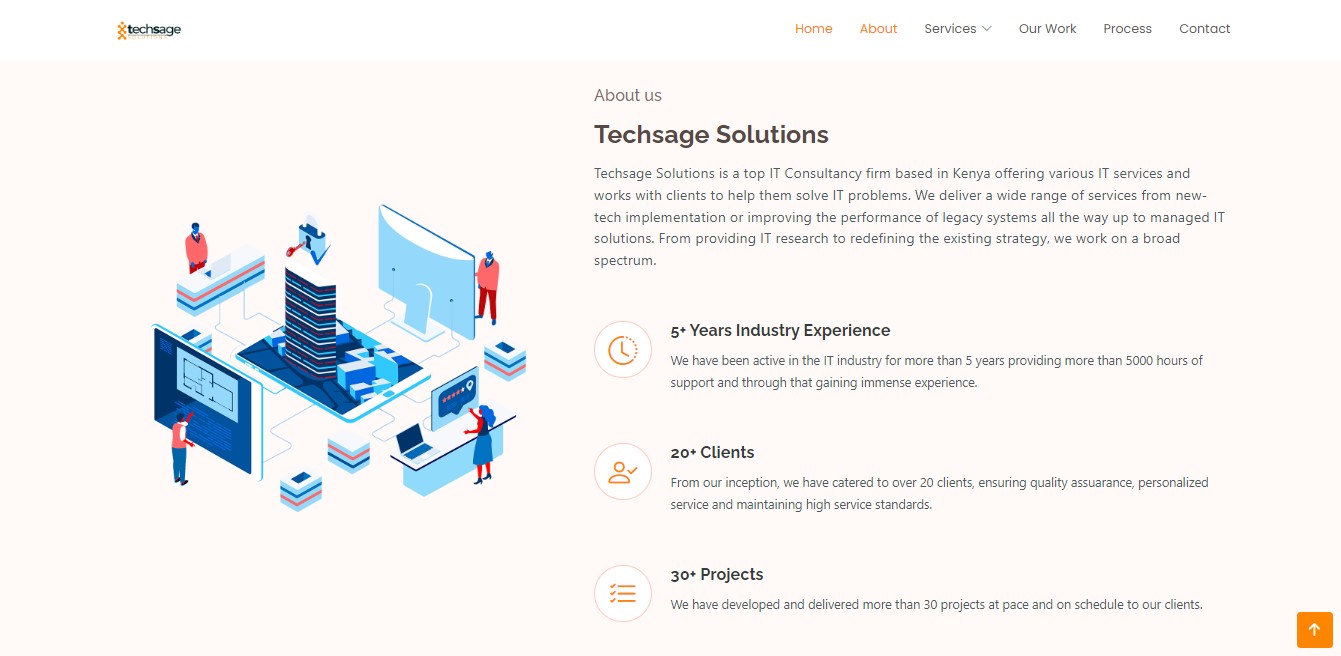 techsage
SOLUTIONS
Home About Services Our Work Process Contact
About us
Techsage Solutions
Techsage Solutions is a top IT Consultancy firm based in Kenya offering various IT services and
works with clients to help them solve IT problems. We deliver a wide range of services from new-
tech implementation or improving the performance of legacy systems all the way up to managed IT
solutions. From providing IT research to redefining the existing strategy, we work on a broad
spectrum.
5+ Years Industry Experience
We have been active in the IT industry for more than 5 years providing more than 5000 hours of
support and through that gaining immense experience.
20+ Clients
From our inception, we have catered to over 20 clients, ensuring quality assuarance, personalized
service and maintaining high service standards.
30+ Projects
We have developed and delivered more than 30 projects at pace and on schedule to our clients.